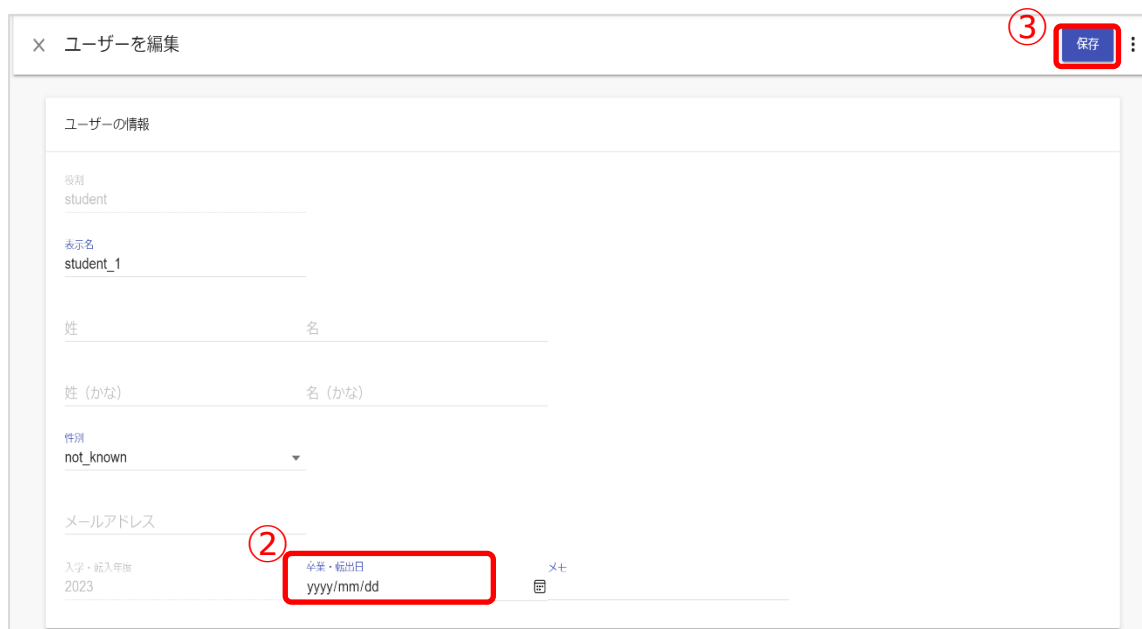 ③
× ユーザーを編集 保存
ユーザーの情報
役割
student
表示名
student_1
姓 名
姓（かな） 名（かな）
性別
not_known
メールアドレス
②
入学・転入年度 卒業・転出日 メモ
2023 yyyy/mm/dd